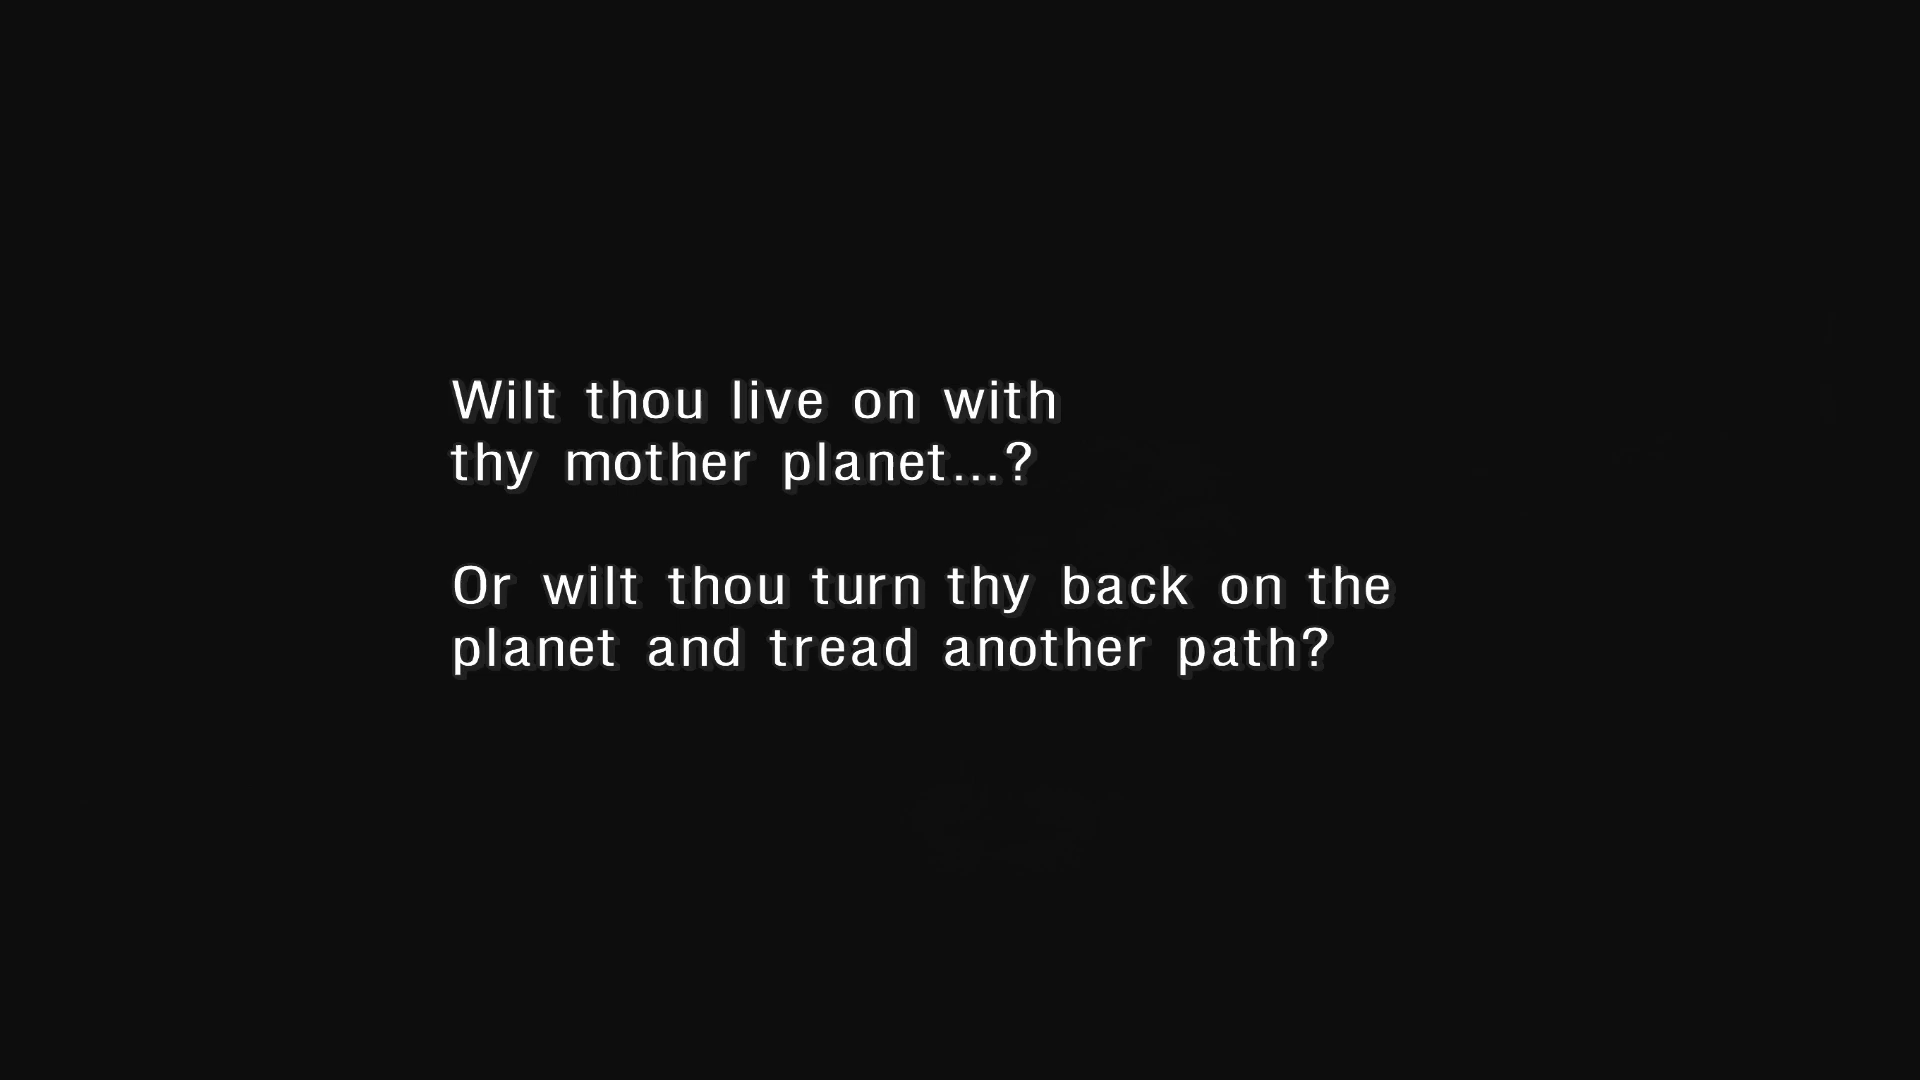 Wilt thou live on with
thy mother planet...?
Or wilt thou turn thy back on the
planet and tread another path?